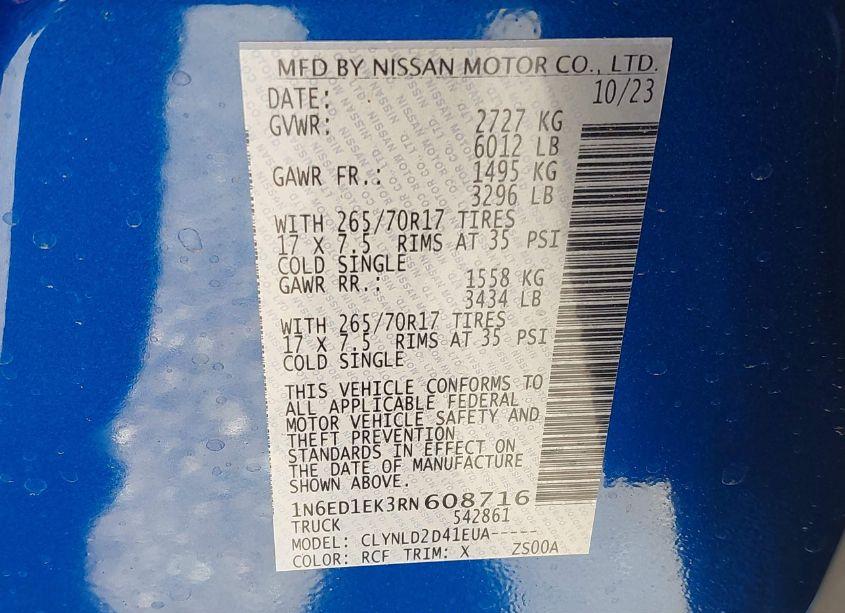 MFD BY NISSAN MOTOR CO., LTD.
DATE: 10/23
GVWR: 2727 KG
6012 LB
GAWR FR.: 1495 KG
3296 LB
WITH 265/70R17 TIRES
17 X 7.5 RIMS AT 35 PSI
COLD SINGLE
GAWR RR.: 1558 KG
3434 LB
WITH 265/70R17 TIRES
17 X 7.5 RIMS AT 35 PSI
COLD SINGLE
THIS VEHICLE CONFORMS TO
ALL APPLICABLE FEDERAL
MOTOR VEHICLE SAFETY AND
THEFT PREVENTION
STANDARDS IN EFFECT ON
THE DATE OF MANUFACTURE
SHOWN ABOVE.
1N6ED1EK3RN608716
TRUCK 542861
MODEL: CLYNLD2D41EUA-----
COLOR: RCF TRIM: X ZS00A